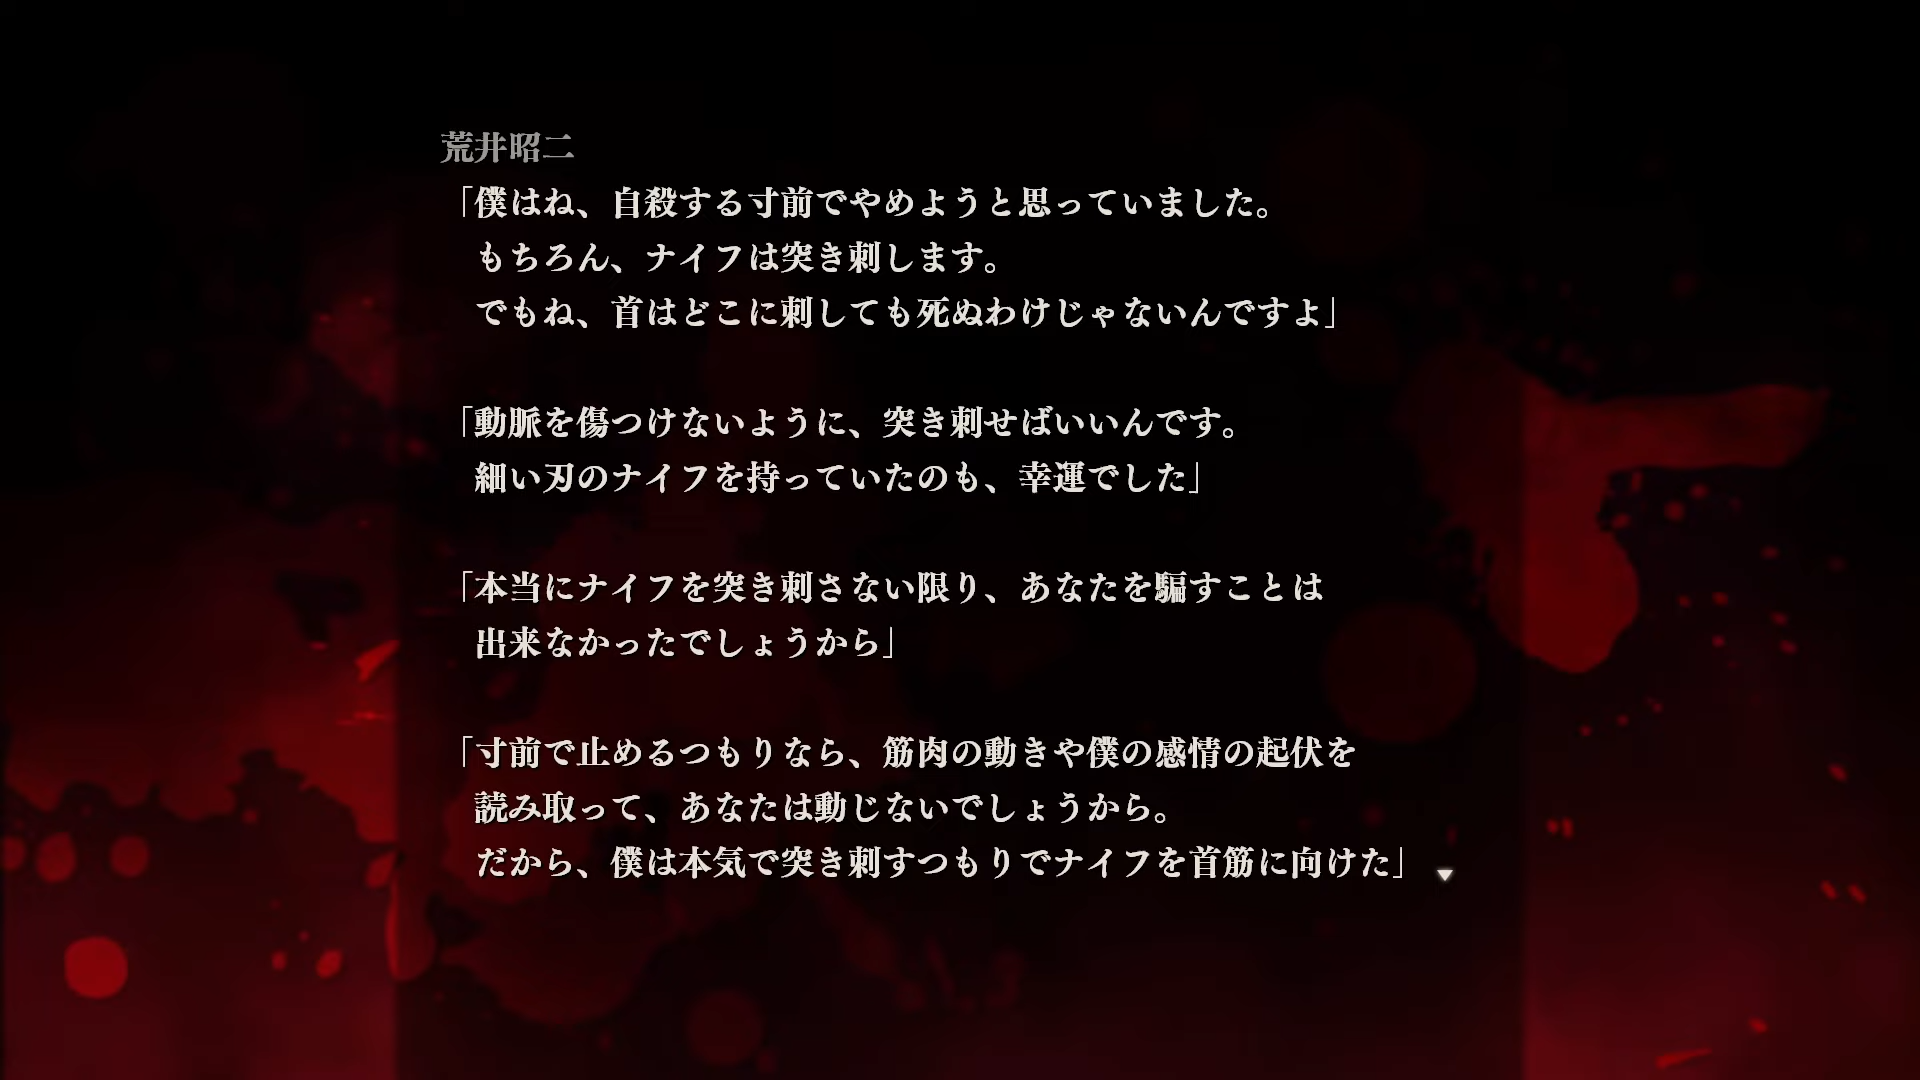 荒井昭二
「僕はね、自殺する寸前でやめようと思っていました。
もちろん、ナイフは突き刺します。
でもね、首はどこに刺しても死ぬわけじゃないんですよ」
「動脈を傷つけないように、突き刺せばいいんです。
細い刃のナイフを持っていたのも、幸運でした」
「本当にナイフを突き刺さない限り、あなたを騙すことは
出来なかったでしょうから」
「寸前で止めるつもりなら、筋肉の動きや僕の感情の起伏を
読み取って、あなたは動じないでしょうから。
だから、僕は本気で突き刺すつもりでナイフを首筋に向けた」